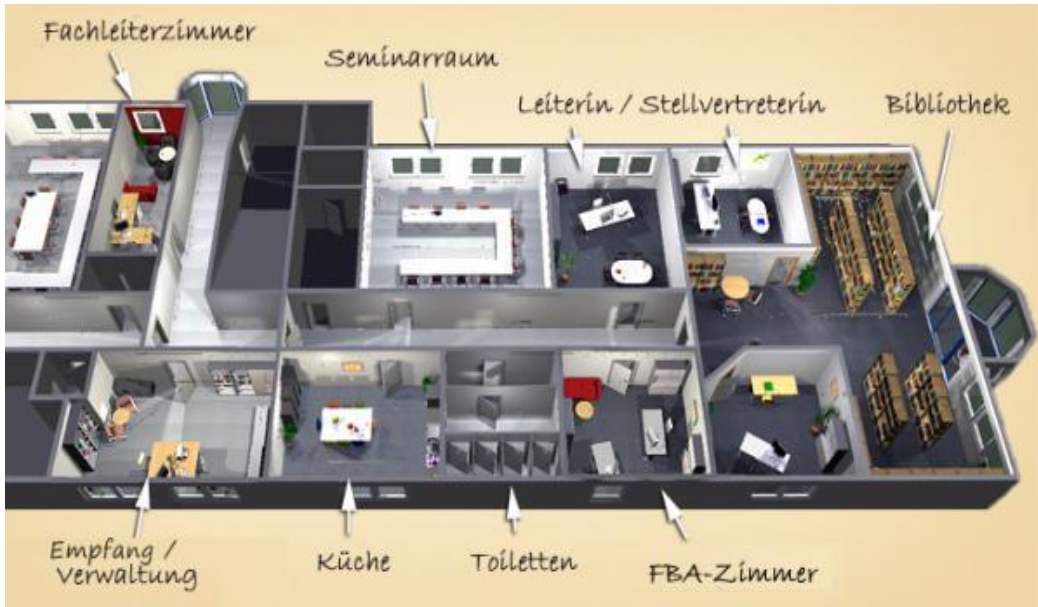 Fachleiterzimmer
Seminarraum
Leiterin / Stellvertreterin
Bibliothek
Empfang /
Verwaltung
Küche
Toiletten
FBA-Zimmer